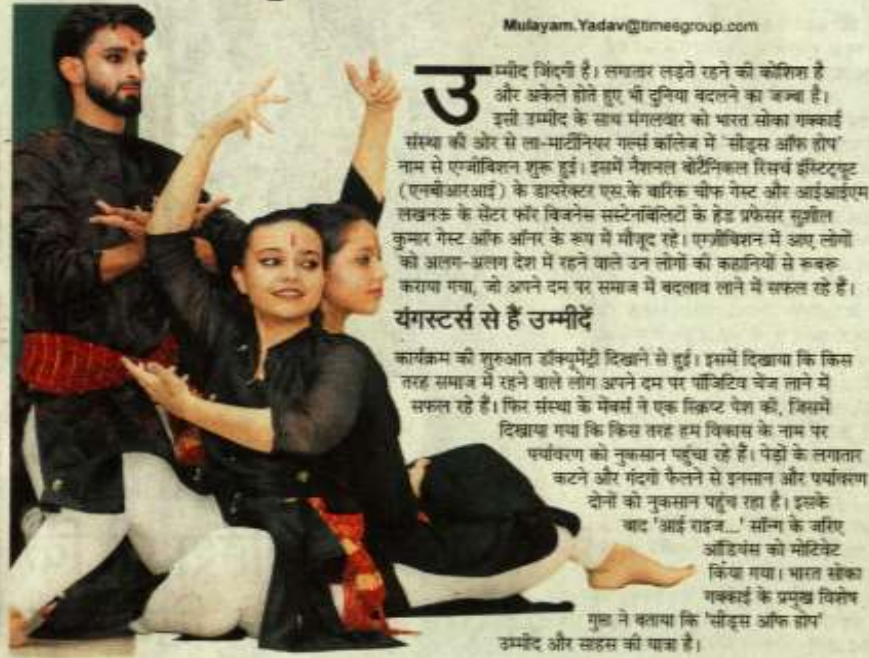 Mulayam.Yadav@timesgroup.com
उम्मीद जिंदगी है। लगातार लड़ते रहने की कोशिश है
और अकेले होते हुए भी दुनिया बदलने का जज्बा है।
इसी उम्मीद के साथ मंगलवार को भारत सोका गक्काई
संस्था की ओर से ला-मार्टीनियर गर्ल्स कॉलेज में 'सीड्स ऑफ होप'
नाम से एग्जीबिशन शुरू हुई। इसमें नैशनल बोटैनिकल रिसर्च इंस्टिट्यूट
(एनबीआरआई) के डायरेक्टर एस.के बारिक चीफ गेस्ट और आईआईएम
लखनऊ के सेंटर फॉर बिजनेस सस्टेनबिलिटी के हेड प्रफेसर सुशील
कुमार गेस्ट ऑफ ऑनर के रूप में मौजूद रहे। एग्जीबिशन में आए लोगों
को अलग-अलग देश में रहने वाले उन लोगों की कहानियों से रूबरू
कराया गया, जो अपने दम पर समाज में बदलाव लाने में सफल रहे हैं।
यंगस्टर्स से हैं उम्मीदें
कार्यक्रम की शुरुआत डॉक्यूमेंट्री दिखाने से हुई। इसमें दिखाया कि किस
तरह समाज में रहने वाले लोग अपने दम पर पॉजिटिव चेंज लाने में
सफल रहे हैं। फिर संस्था के मेंबर्स ने एक स्क्रिप्ट पेश की, जिसमें
दिखाया गया कि किस तरह हम विकास के नाम पर
पर्यावरण को नुकसान पहुंचा रहे हैं। पेड़ों के लगातार
कटने और गंदगी फैलने से इनसान और पर्यावरण
दोनों को नुकसान पहुंच रहा है। इसके
बाद 'आई राइज...' सॉन्ग के जरिए
ऑडियंस को मोटिवेट
किया गया। भारत सोका
गक्काई के प्रमुख विशेष
गुप्ता ने बताया कि 'सीड्स ऑफ होप'
उम्मीद और साहस की यात्रा है।